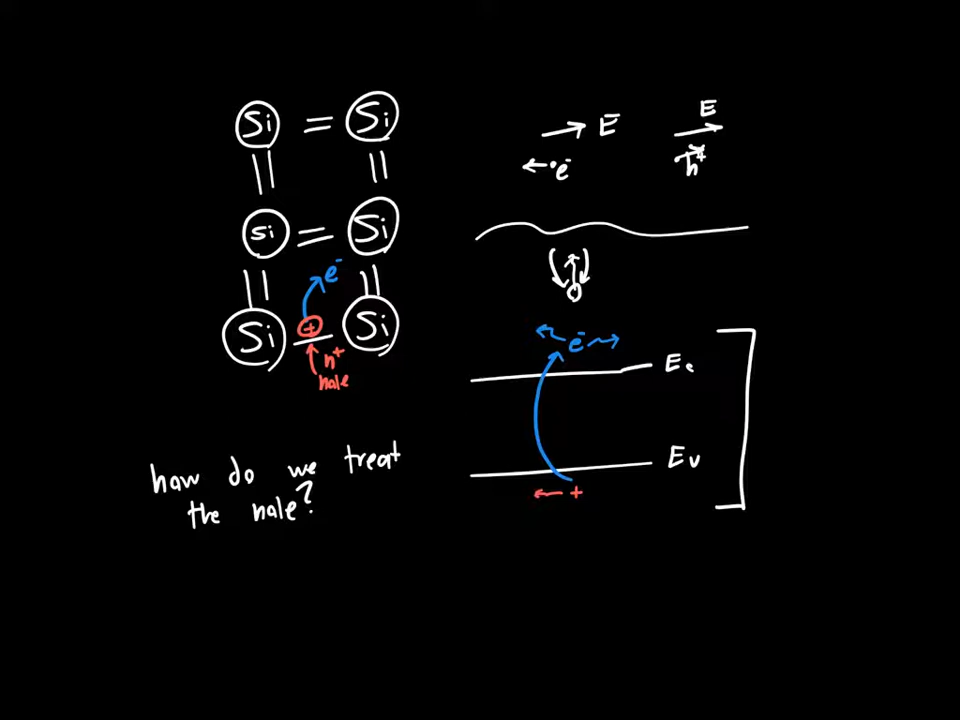 Si = Si
Si = Si
e⁻
Si + Si
h⁺
hole
how do we treat
the hole?
E E
e⁻ h⁺
e⁻
Ec
Ev
+